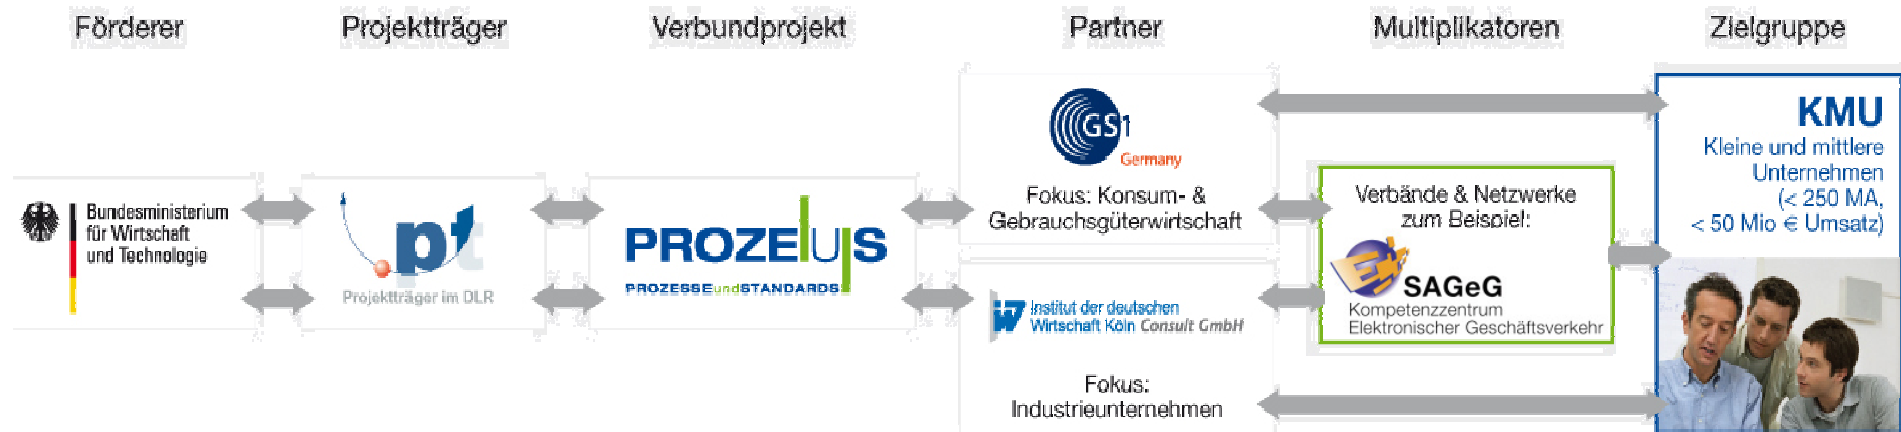 Förderer
Projektträger
Verbundprojekt
Partner
Multiplikatoren
Zielgruppe
Bundesministerium
für Wirtschaft
und Technologie
pt
Projektträger im DLR
PROZEUS
PROZESSEundSTANDARDS
GS1
Germany
Fokus: Konsum- &
Gebrauchsgüterwirtschaft
iw
Institut der deutschen
Wirtschaft Köln Consult GmbH
Fokus:
Industrieunternehmen
Verbände & Netzwerke
zum Beispiel:
SAGeG
Kompetenzzentrum
Elektronischer Geschäftsverkehr
KMU
Kleine und mittlere
Unternehmen
(< 250 MA,
< 50 Mio € Umsatz)